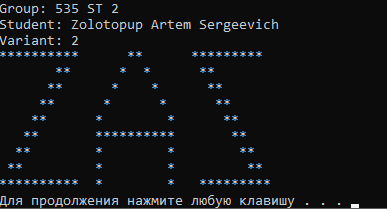 Group: 535 ST 2
Student: Zolotopup Artem Sergeevich
Variant: 2
**********      **      *********
       **      *  *      **
      **      *    *      **
     **      *      *      **
    **      *        *      **
   **       **********       **
  **        *        *        **
 **         *        *         **
**********  *        *   *********
Для продолжения нажмите любую клавишу . . .